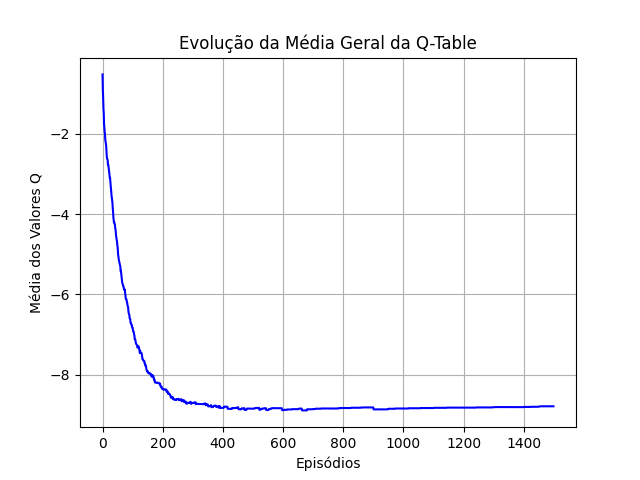 Evolução da Média Geral da Q-Table
Média dos Valores Q
−2
−4
−6
−8
0 200 400 600 800 1000 1200 1400
Episódios